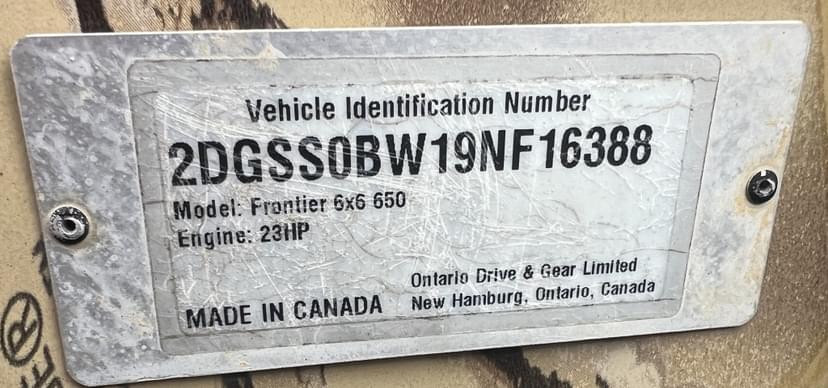 Vehicle Identification Number
2DGSS0BW19NF16388
Model: Frontier 6x6 650
Engine: 23HP
MADE IN CANADA
Ontario Drive & Gear Limited
New Hamburg, Ontario, Canada